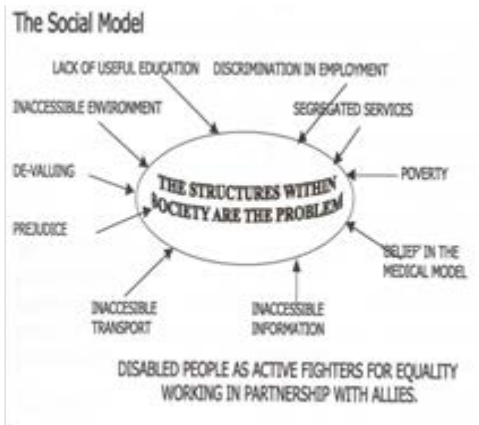 The Social Model
LACK OF USEFUL EDUCATION
DISCRIMINATION IN EMPLOYMENT
INACCESSIBLE ENVIRONMENT
SEGREGATED SERVICES
DE-VALUING
THE STRUCTURES WITHIN
SOCIETY ARE THE PROBLEM
POVERTY
PREJUDICE
'BELIEF' IN THE
MEDICAL MODEL
INACCESIBLE
TRANSPORT
INACCESSIBLE
INFORMATION
DISABLED PEOPLE AS ACTIVE FIGHTERS FOR EQUALITY
WORKING IN PARTNERSHIP WITH ALLIES.